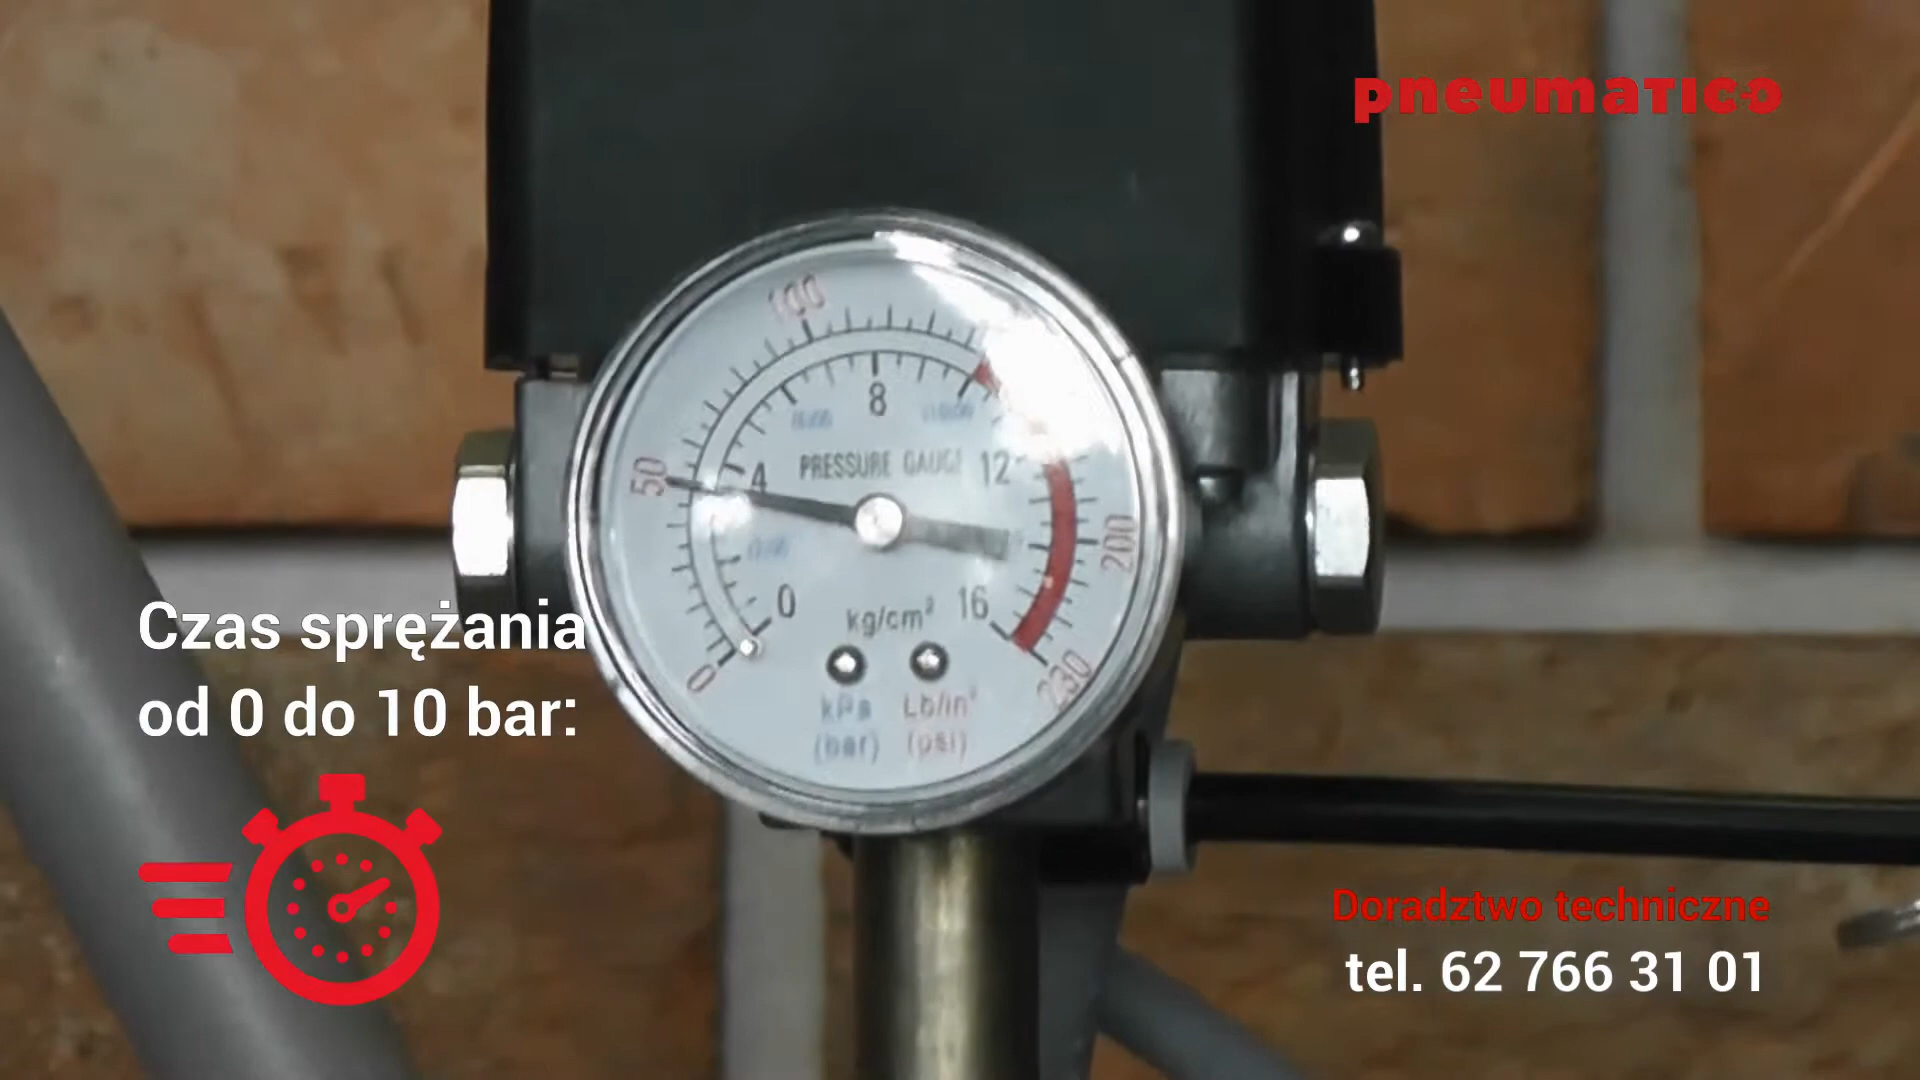 pneumatico
100
50
8
4
PRESSURE GAUGE
12
200
0
kg/cm²
16
0
230
kPa Lb/in²
(bar) (psi)
Czas sprężania
od 0 do 10 bar:
Doradztwo techniczne
tel. 62 766 31 01